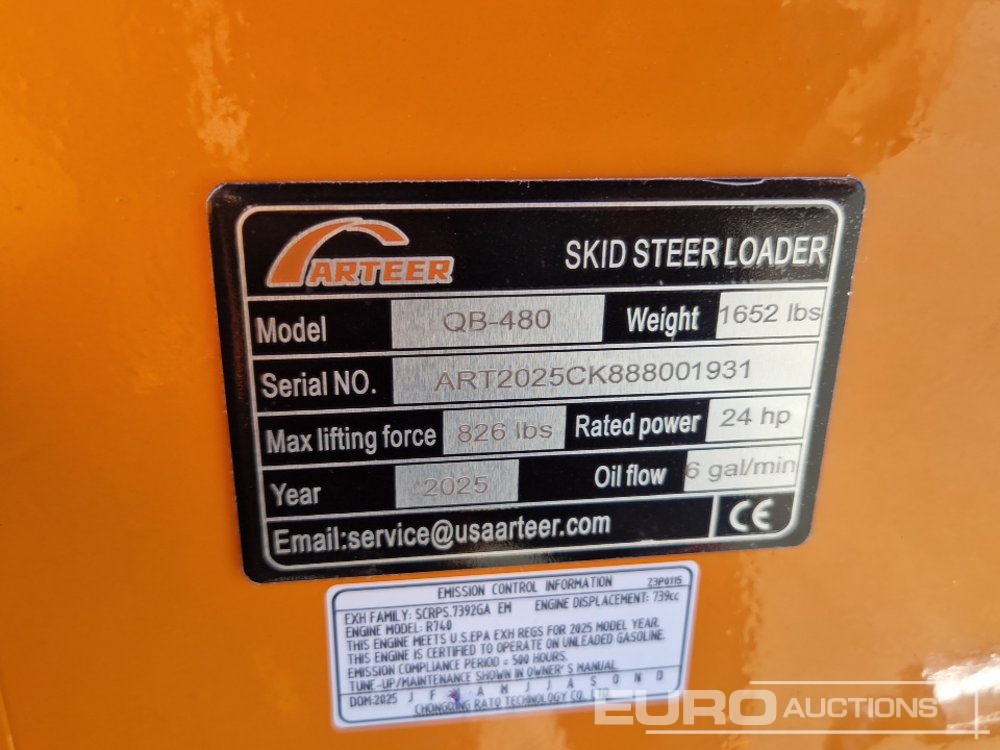 ARTEER
SKID STEER LOADER
Model QB-480 Weight 1652 lbs
Serial NO. ART2025CK888001931
Max lifting force 826 lbs Rated power 24 hp
Year 2025 Oil flow 6 gal/min
Email:service@usaarteer.com CE
EMISSION CONTROL INFORMATION 23P0115
EXH FAMILY: SCRPS.7392GA EM ENGINE DISPLACEMENT: 739cc
ENGINE MODEL: R740
THIS ENGINE MEETS U.S.EPA EXH REGS FOR 2025 MODEL YEAR.
THIS ENGINE IS CERTIFIED TO OPERATE ON UNLEADED GASOLINE.
EMISSION COMPLIANCE PERIOD = 500 HOURS.
TUNE-UP/MAINTENANCE SHOWN IN OWNER'S MANUAL
DOM:2025 J F A M J J A S O N D
CHONGQING RATO TECHNOLOGY CO. LTD.
EURO AUCTIONS